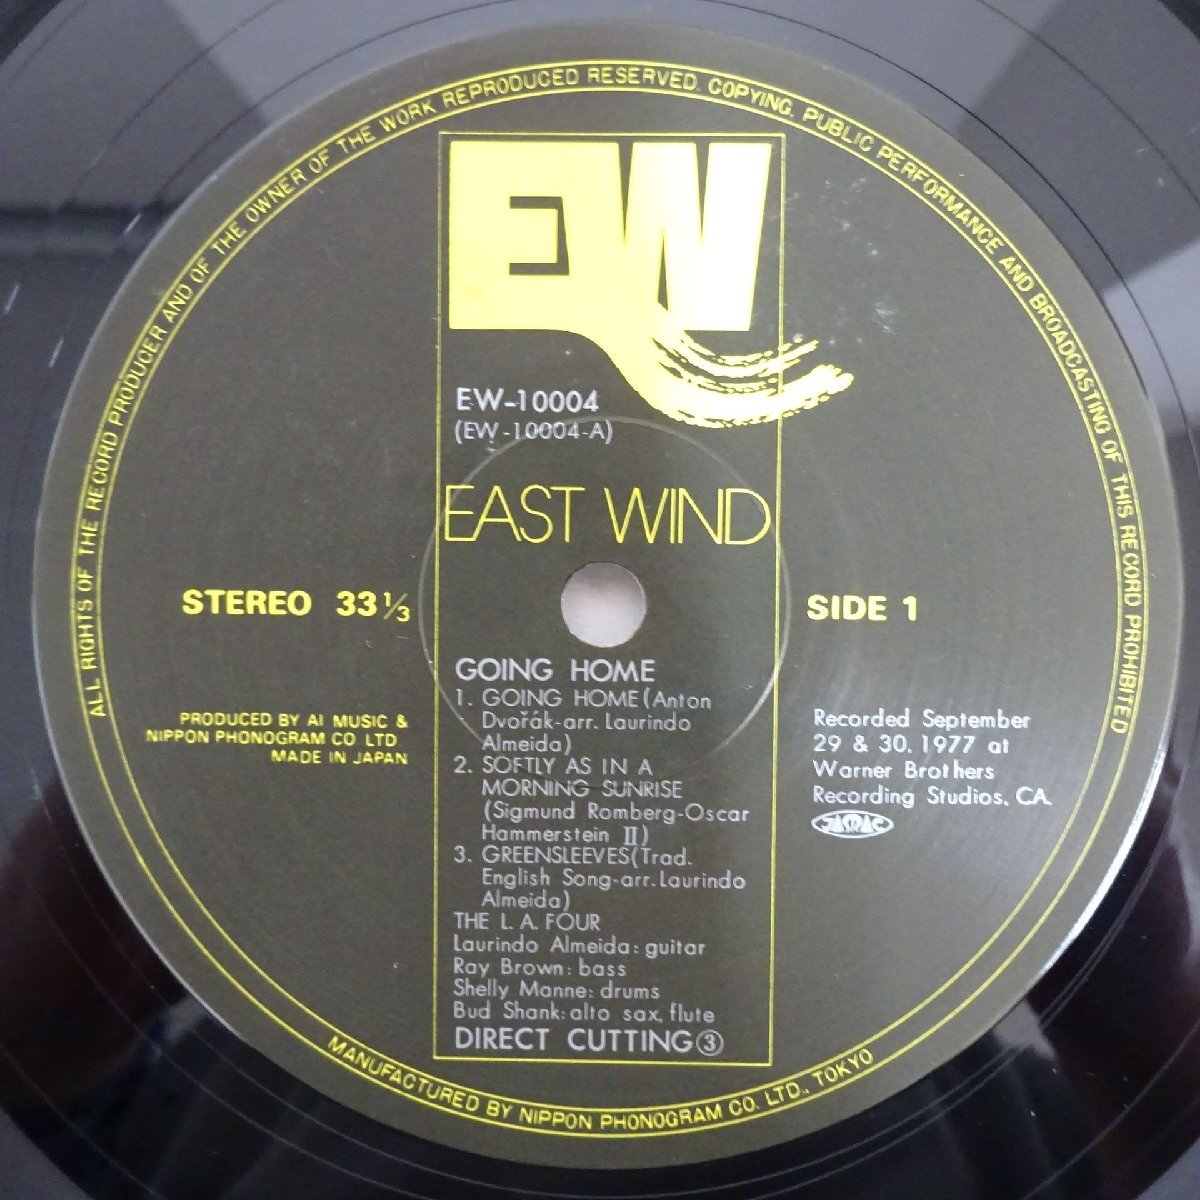 ALL RIGHTS OF THE RECORD PRODUCER AND OF THE OWNER OF THE WORK REPRODUCED RESERVED. COPYING. PUBLIC PERFORMANCE AND BROADCASTING OF THIS RECORD PROHIBITED
EW
EW-10004
(EW-10004-A)
EAST WIND
STEREO 33⅓
SIDE 1
PRODUCED BY AI MUSIC &
NIPPON PHONOGRAM CO LTD
MADE IN JAPAN
GOING HOME
1. GOING HOME(Anton
Dvořák-arr. Laurindo
Almeida)
2. SOFTLY AS IN A
MORNING SUNRISE
(Sigmund Romberg-Oscar
Hammerstein II)
3. GREENSLEEVES(Trad.
English Song-arr. Laurindo
Almeida)
THE L. A. FOUR
Laurindo Almeida: guitar
Ray Brown: bass
Shelly Manne: drums
Bud Shank: alto sax, flute
DIRECT CUTTING③
Recorded September
29 & 30. 1977 at
Warner Brothers
Recording Studios. CA.
JASRAC
MANUFACTURED BY NIPPON PHONOGRAM CO. LTD., TOKYO